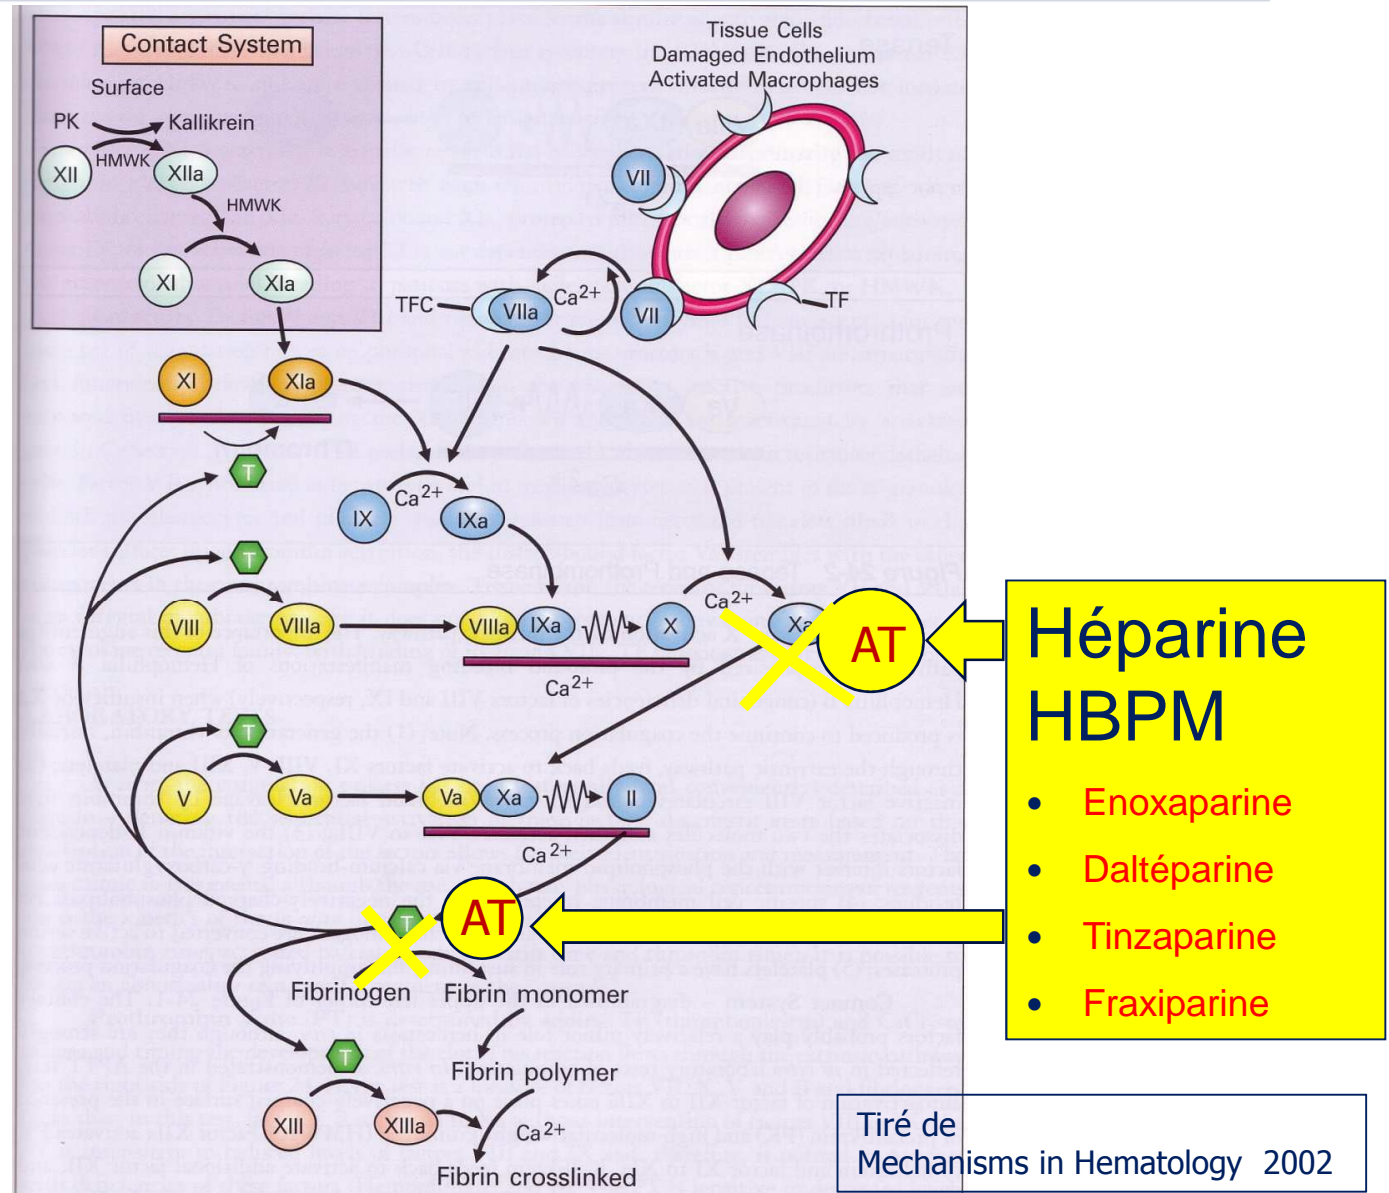 Contact System
Surface
PK
Kallikrein
HMWK
XII
XIIa
HMWK
XI
XIa
Tissue Cells
Damaged Endothelium
Activated Macrophages
VII
TFC
VIIa
Ca2+
VII
TF
XI
XIa
T
IX
Ca2+
IXa
T
VIII
VIIIa
VIIIa
IXa
X
Ca2+
Xa
AT
Ca2+
T
V
Va
Va
Xa
II
Ca2+
T
AT
Fibrinogen
Fibrin monomer
T
Fibrin polymer
XIII
XIIIa
Ca2+
Fibrin crosslinked
Héparine
HBPM
• Enoxaparine
• Daltéparine
• Tinzaparine
• Fraxiparine
Tiré de
Mechanisms in Hematology 2002